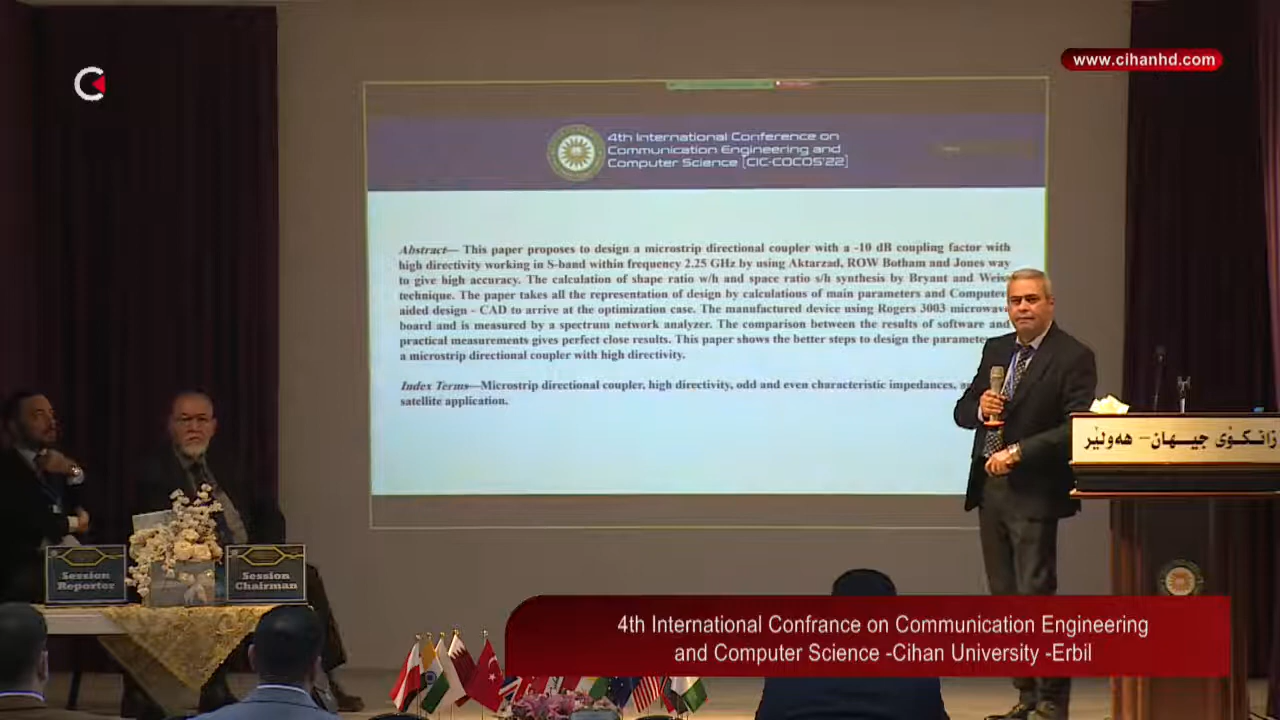 www.cihanhd.com
4th International Conference on
Communication Engineering and
Computer Science [CIC-COCOS'22]
Abstract— This paper proposes to design a microstrip directional coupler with a -10 dB coupling factor with
high directivity working in S-band within frequency 2.25 GHz by using Aktarzad, ROW Botham and Jones way
to give high accuracy. The calculation of shape ratio w/h and space ratio s/h synthesis by Bryant and Weiss
technique. The paper takes all the representation of design by calculations of main parameters and Computer
aided design - CAD to arrive at the optimization case. The manufactured device using Rogers 3003 microwave
board and is measured by a spectrum network analyzer. The comparison between the results of software and
practical measurements gives perfect close results. This paper shows the better steps to design the
a microstrip directional coupler with high directivity.
Index Terms—Microstrip directional coupler, high directivity, odd and even characteristic impedances,
satellite application.
زانکۆی جیهان - هەولێر
Session
Reporter
Session
Chairman
4th International Confrance on Communication Engineering
and Computer Science -Cihan University -Erbil